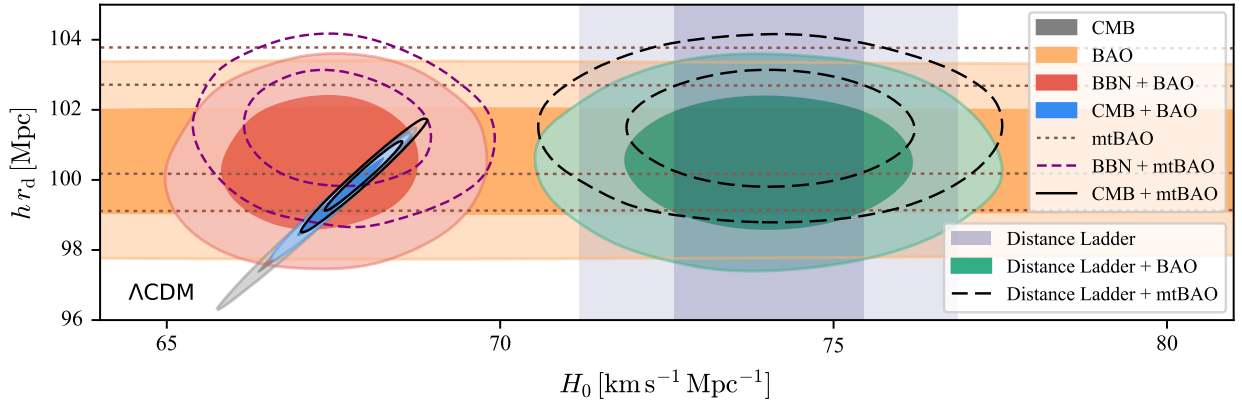 104
102
100
98
96
h r_d [Mpc]
ΛCDM
CMB
BAO
BBN + BAO
CMB + BAO
mtBAO
BBN + mtBAO
CMB + mtBAO
Distance Ladder
Distance Ladder + BAO
Distance Ladder + mtBAO
65 70 75 80
H₀ [km s⁻¹ Mpc⁻¹]